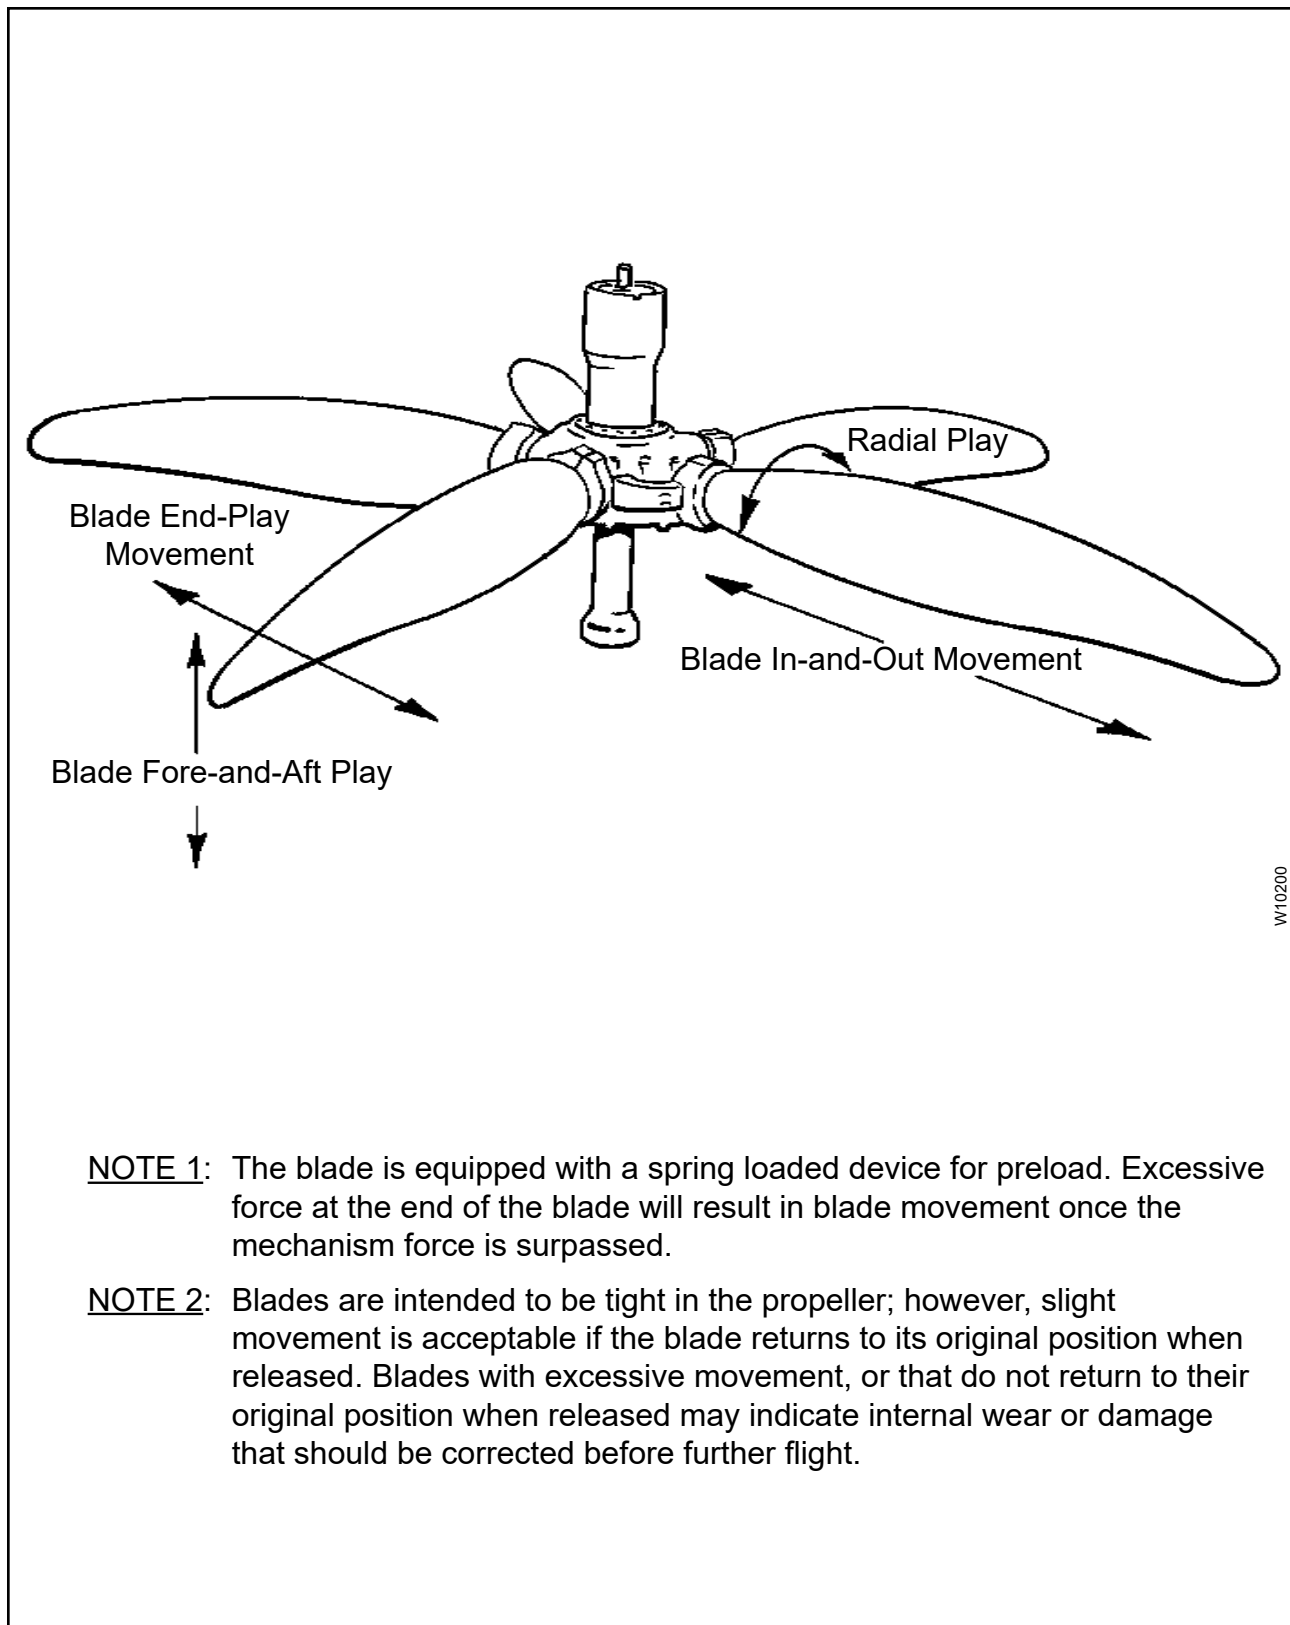 Radial Play
Blade End-Play
Movement
Blade In-and-Out Movement
Blade Fore-and-Aft Play
W10200
NOTE 1: The blade is equipped with a spring loaded device for preload. Excessive
force at the end of the blade will result in blade movement once the
mechanism force is surpassed.
NOTE 2: Blades are intended to be tight in the propeller; however, slight
movement is acceptable if the blade returns to its original position when
released. Blades with excessive movement, or that do not return to their
original position when released may indicate internal wear or damage
that should be corrected before further flight.